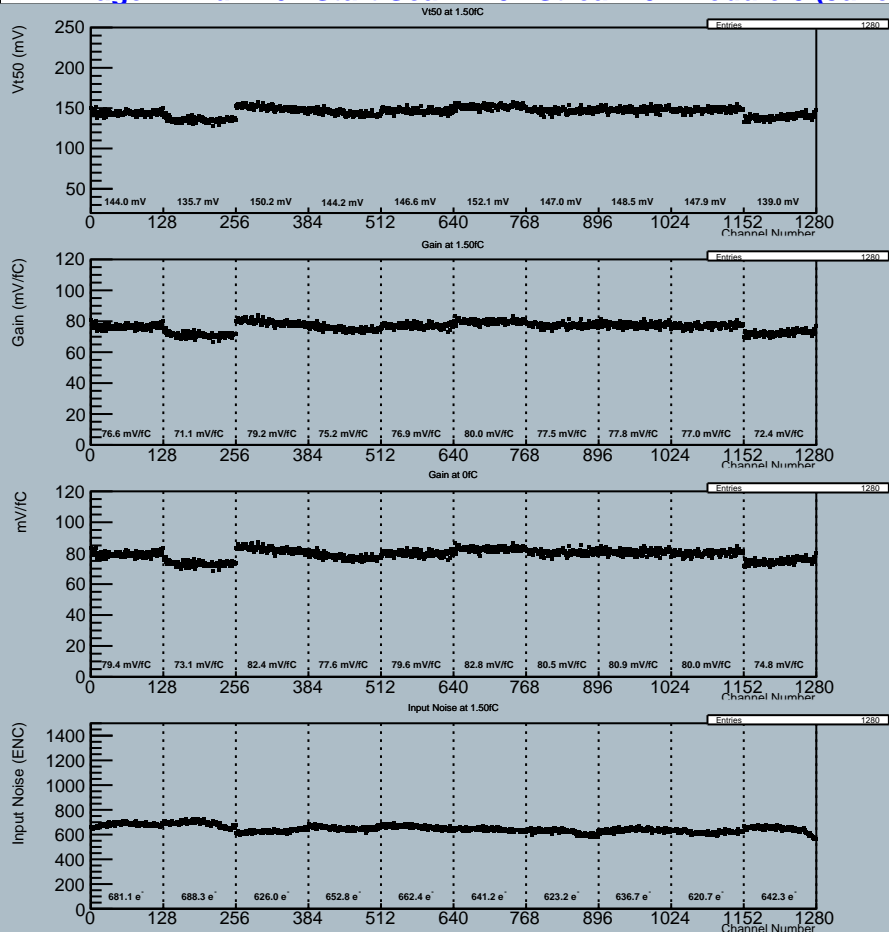 Vt50 at 1.50fC
Entries 1280
Vt50 (mV)
250
200
150
100
50
144.0 mV 135.7 mV 150.2 mV 144.2 mV 146.6 mV 152.1 mV 147.0 mV 148.5 mV 147.9 mV 139.0 mV
0 128 256 384 512 640 768 896 1024 1152 1280
Channel Number
Gain at 1.50fC
Entries 1280
Gain (mV/fC)
120
100
80
60
40
20
0
76.6 mV/fC 71.1 mV/fC 79.2 mV/fC 75.2 mV/fC 76.9 mV/fC 80.0 mV/fC 77.5 mV/fC 77.8 mV/fC 77.0 mV/fC 72.4 mV/fC
0 128 256 384 512 640 768 896 1024 1152 1280
Channel Number
Gain at 0fC
Entries 1280
mV/fC
120
100
80
60
40
20
0
79.4 mV/fC 73.1 mV/fC 82.4 mV/fC 77.6 mV/fC 79.6 mV/fC 82.8 mV/fC 80.5 mV/fC 80.9 mV/fC 80.0 mV/fC 74.8 mV/fC
0 128 256 384 512 640 768 896 1024 1152 1280
Channel Number
Input Noise at 1.50fC
Entries 1280
Input Noise (ENC)
1400
1200
1000
800
600
400
200
0
681.1 e⁻ 688.3 e⁻ 626.0 e⁻ 652.8 e⁻ 662.4 e⁻ 641.2 e⁻ 623.2 e⁻ 636.7 e⁻ 620.7 e⁻ 642.3 e⁻
0 128 256 384 512 640 768 896 1024 1152 1280
Channel Number